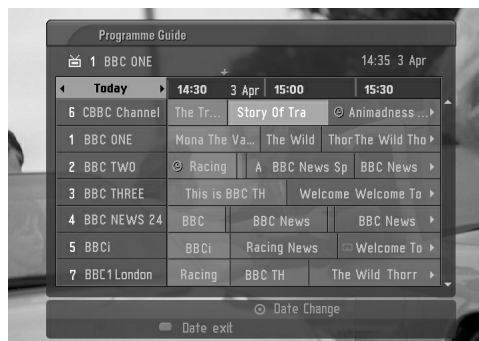 Programme Guide
1 BBC ONE 14:35 3 Apr
Today 14:30 3 Apr 15:00 15:30
6 CBBC Channel The Tr... Story Of Tra Animadness ...
1 BBC ONE Mona The Va... The Wild ThorThe Wild Tho
2 BBC TWO Racing A BBC News Sp BBC News
3 BBC THREE This is BBC TH Welcome Welcome To
4 BBC NEWS 24 BBC BBC News BBC News
5 BBCi BBCi Racing News Welcome To
7 BBC1 London Racing BBC TH The Wild Thorr
Date Change
Date exit